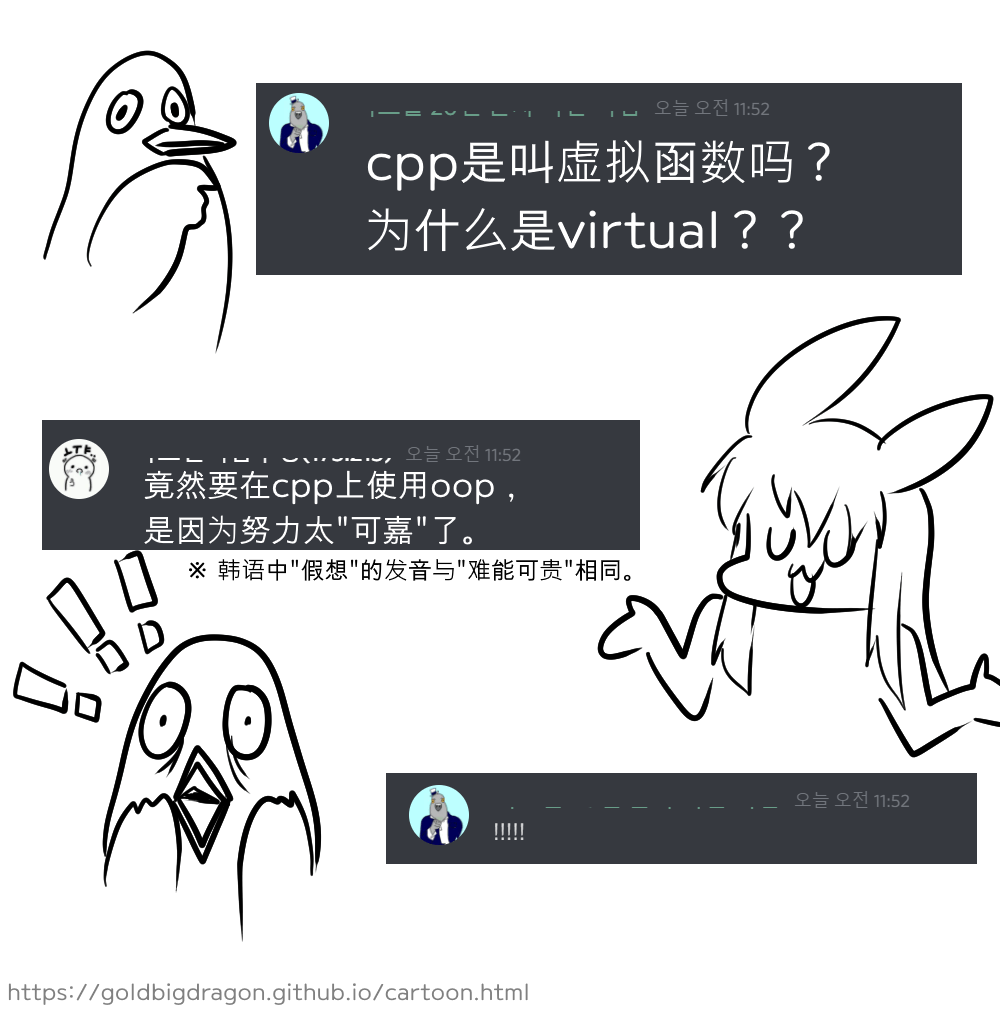 오늘 오전 11:52
cpp是叫虚拟函数吗？
为什么是virtual？？
오늘 오전 11:52
竟然要在cpp上使用oop，
是因为努力太"可嘉"了。
※ 韩语中"假想"的发音与"难能可贵"相同。
오늘 오전 11:52
!!!!!
https://goldbigdragon.github.io/cartoon.html